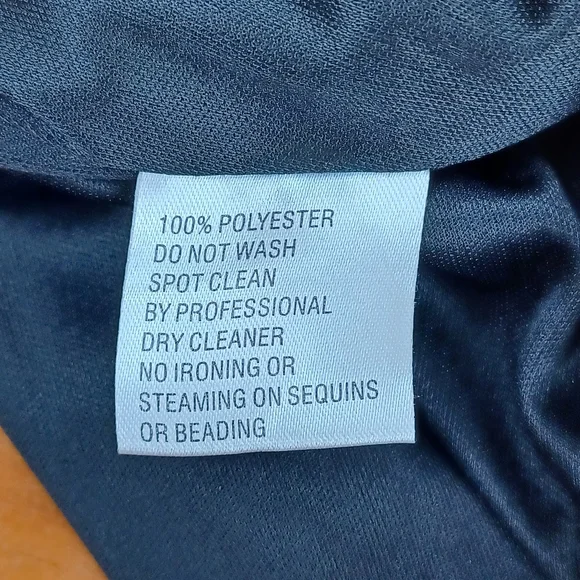 100% POLYESTER
DO NOT WASH
SPOT CLEAN
BY PROFESSIONAL
DRY CLEANER
NO IRONING OR
STEAMING ON SEQUINS
OR BEADING